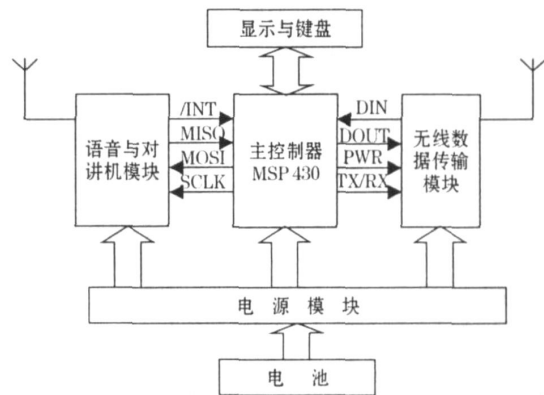 显示与键盘
/INT
MISO
MOSI
SCLK
语音与对
讲机模块
主控制器
MSP 430
DIN
DOUT
PWR
TX/RX
无线数
据传输
模块
电 源 模 块
电 池